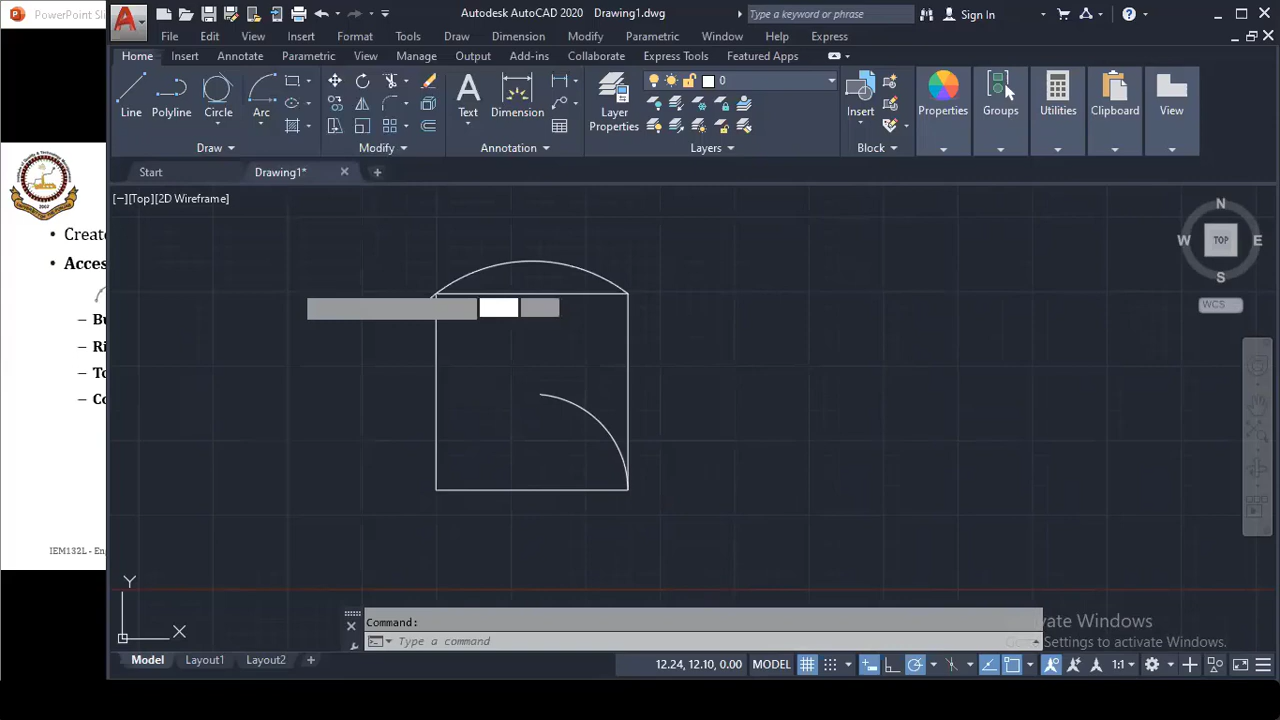 PowerPoint Sli
Autodesk AutoCAD 2020 Drawing1.dwg
Type a keyword or phrase
Sign In
File Edit View Insert Format Tools Draw Dimension Modify Parametric Window Help Express
Home Insert Annotate Parametric View Manage Output Add-ins Collaborate Express Tools Featured Apps
0
Line Polyline Circle Arc Text Dimension Layer Properties Insert Properties Groups Utilities Clipboard View
Draw Modify Annotation Layers Block
Start Drawing1*
[−][Top][2D Wireframe]
N
W TOP E
S
WCS
2002
• Create
• Acces
– Bu
– Ri
– To
– Co
IEM132L - En
Y
X
Command:
Type a command
vate Windows
Settings to activate Windows.
Model Layout1 Layout2 +
12.24, 12.10, 0.00 MODEL 1:1